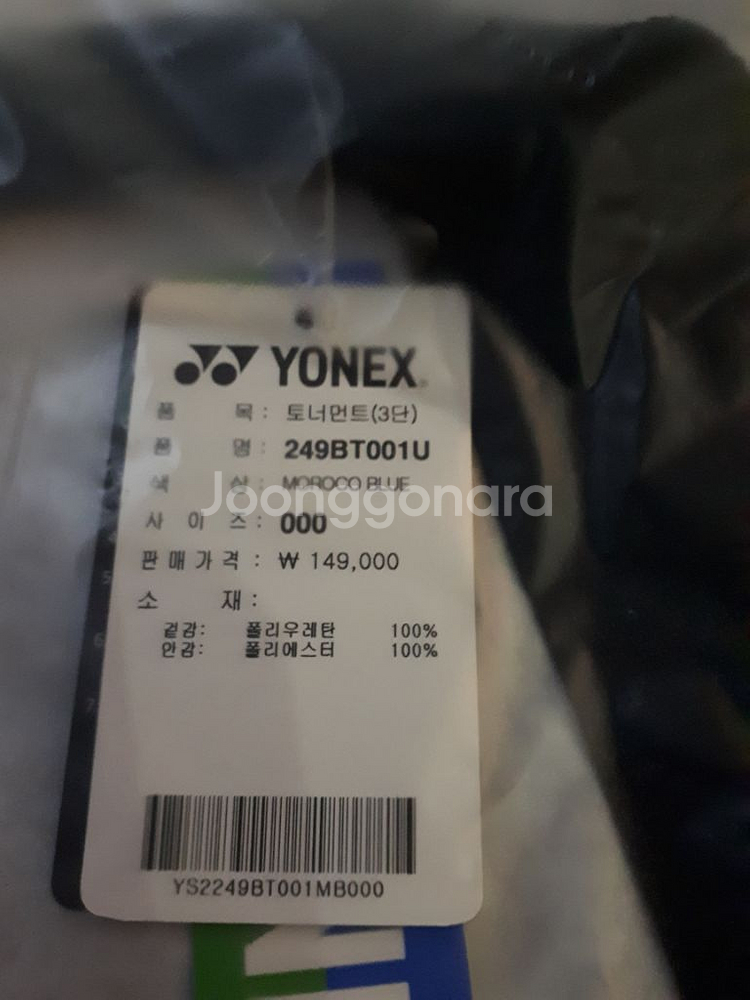 YONEX
품 목 : 토너먼트(3단)
품 명 : 249BT001U
색 상 : MOROCO BLUE
Joonggonara
사 이 즈 : 000
판 매 가 격 : ₩ 149,000
소 재 :
겉감: 폴리우레탄 100%
안감: 폴리에스터 100%
YS2249BT001MB000